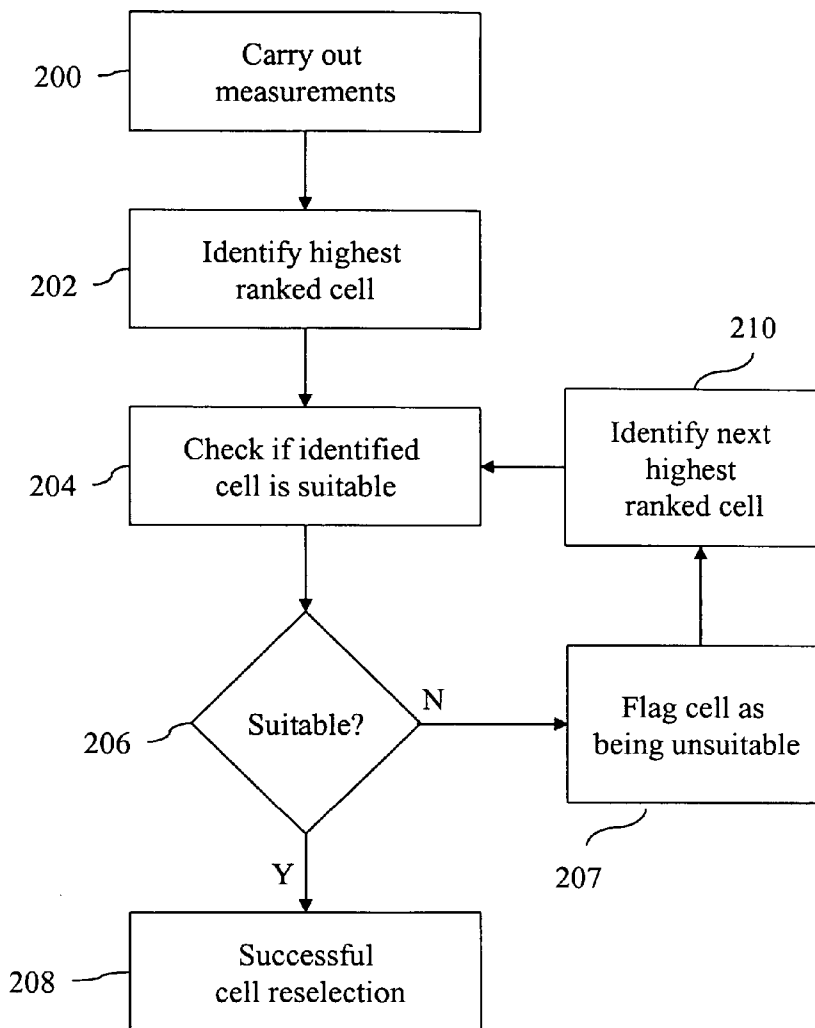 200
Carry out
measurements
202
Identify highest
ranked cell
210
204
Check if identified
cell is suitable
Identify next
highest
ranked cell
206
Suitable?
N
Flag cell as
being unsuitable
207
Y
208
Successful
cell reselection